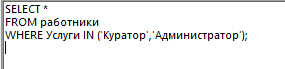 SELECT *
FROM работники
WHERE Услуги IN ('Куратор','Администратор');